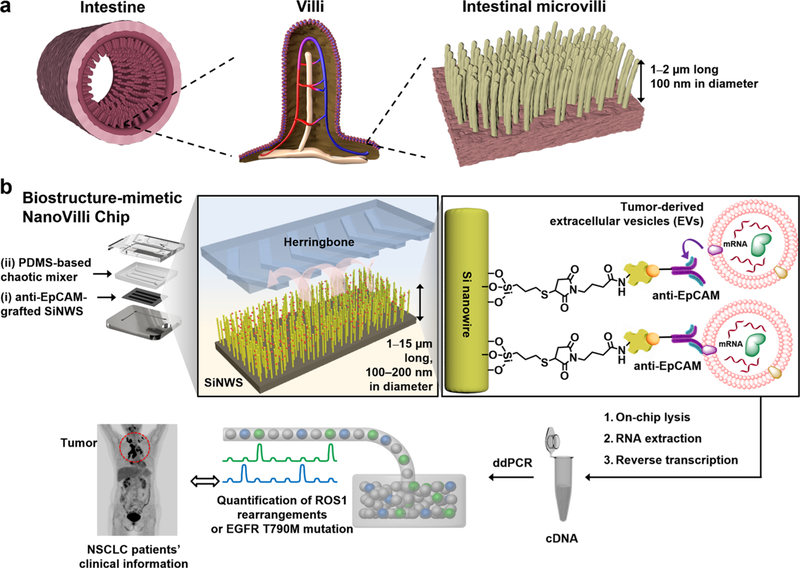 a
Intestine
Villi
Intestinal microvilli
1–2 µm long
100 nm in diameter
b
Biostructure-mimetic
NanoVilli Chip
(ii) PDMS-based
chaotic mixer
(i) anti-EpCAM-
grafted SiNWS
Herringbone
SiNWS
1–15 µm
long,
100–200 nm
in diameter
Si nanowire
Tumor-derived
extracellular vesicles (EVs)
O
O
O
Si
S
O
O
N
O
N
H
mRNA
anti-EpCAM
O
O
O
Si
S
O
O
N
O
N
H
mRNA
anti-EpCAM
1. On-chip lysis
2. RNA extraction
3. Reverse transcription
cDNA
ddPCR
Quantification of ROS1
rearrangements
or EGFR T790M mutation
Tumor
NSCLC patients’
clinical information